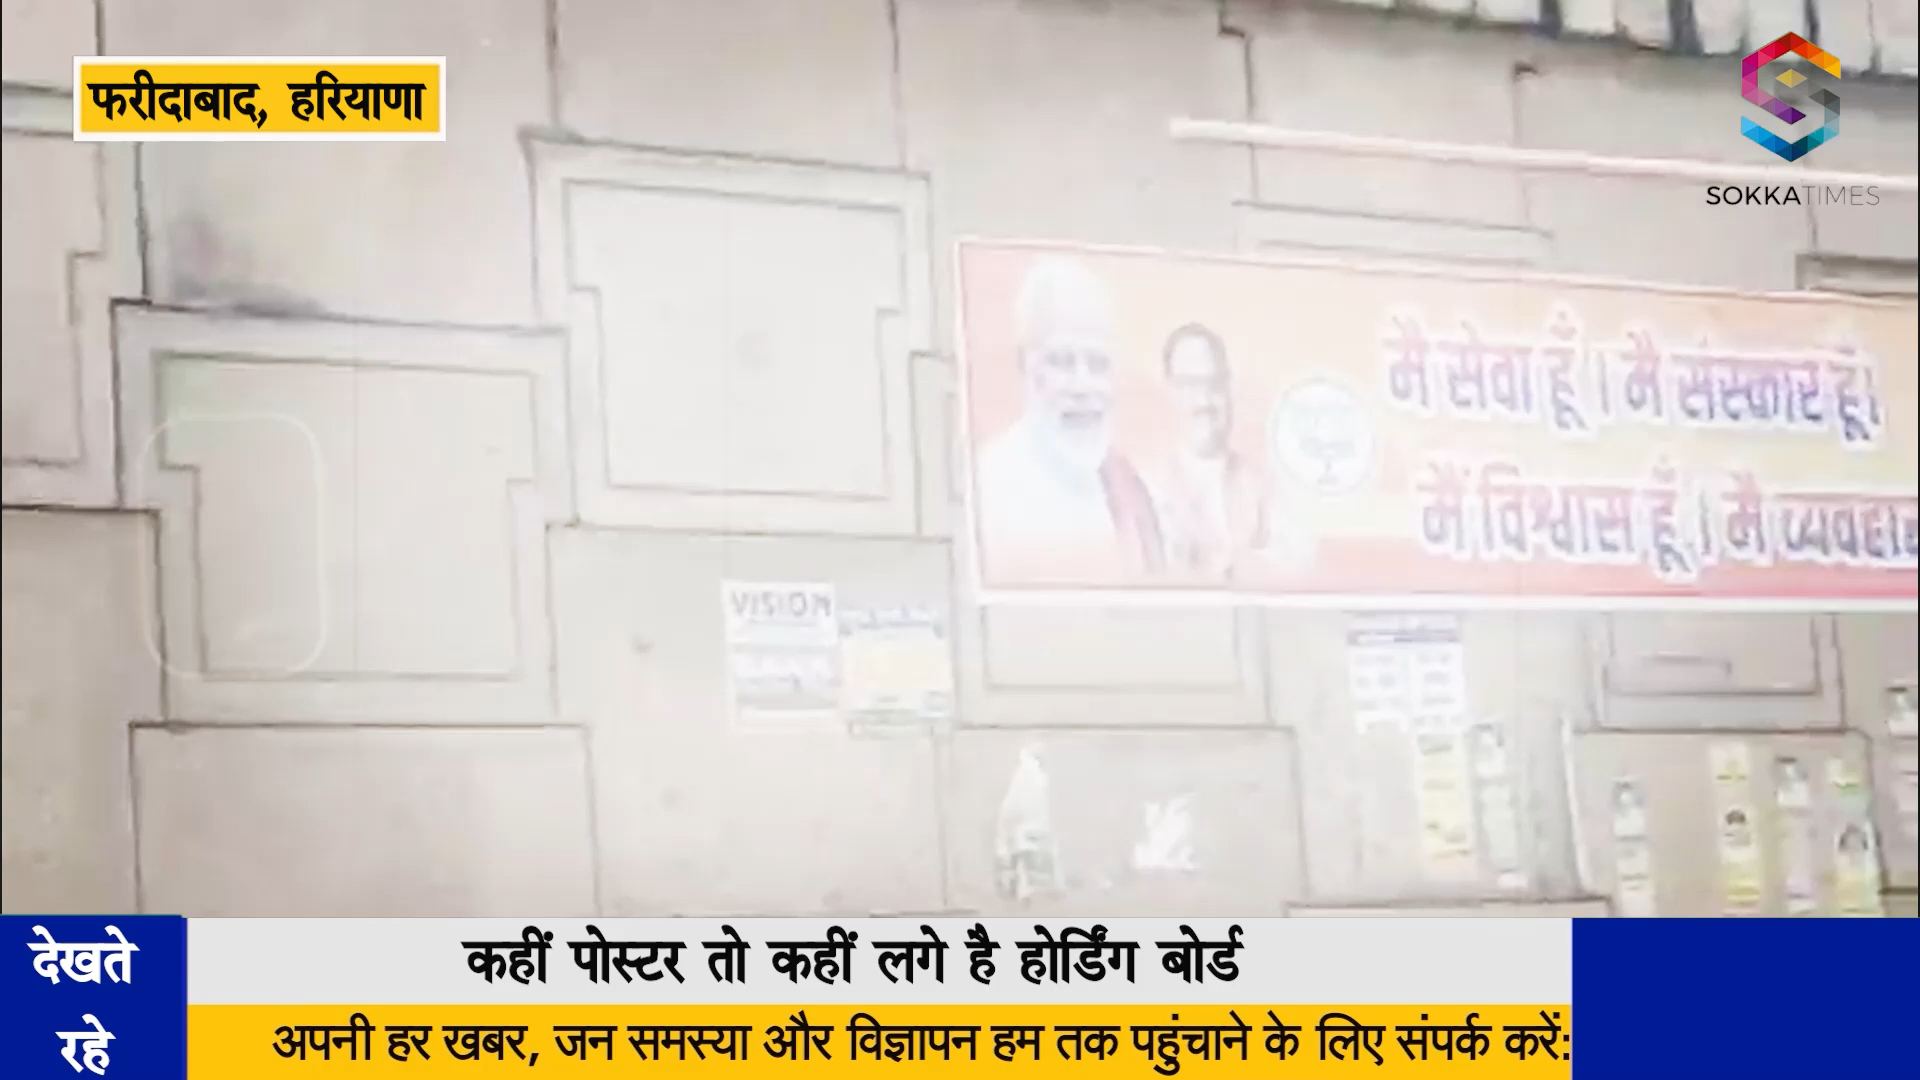 फरीदाबाद, हरियाणा
SOKKATIMES
मै सेवा हूँ । मै संस्कार हूं।
मैं विश्वास हूँ । मै
VISION
देखते
रहे
कहीं पोस्टर तो कहीं लगे है होर्डिंग बोर्ड
अपनी हर खबर, जन समस्या और विज्ञापन हम तक पहुंचाने के लिए संपर्क करें: